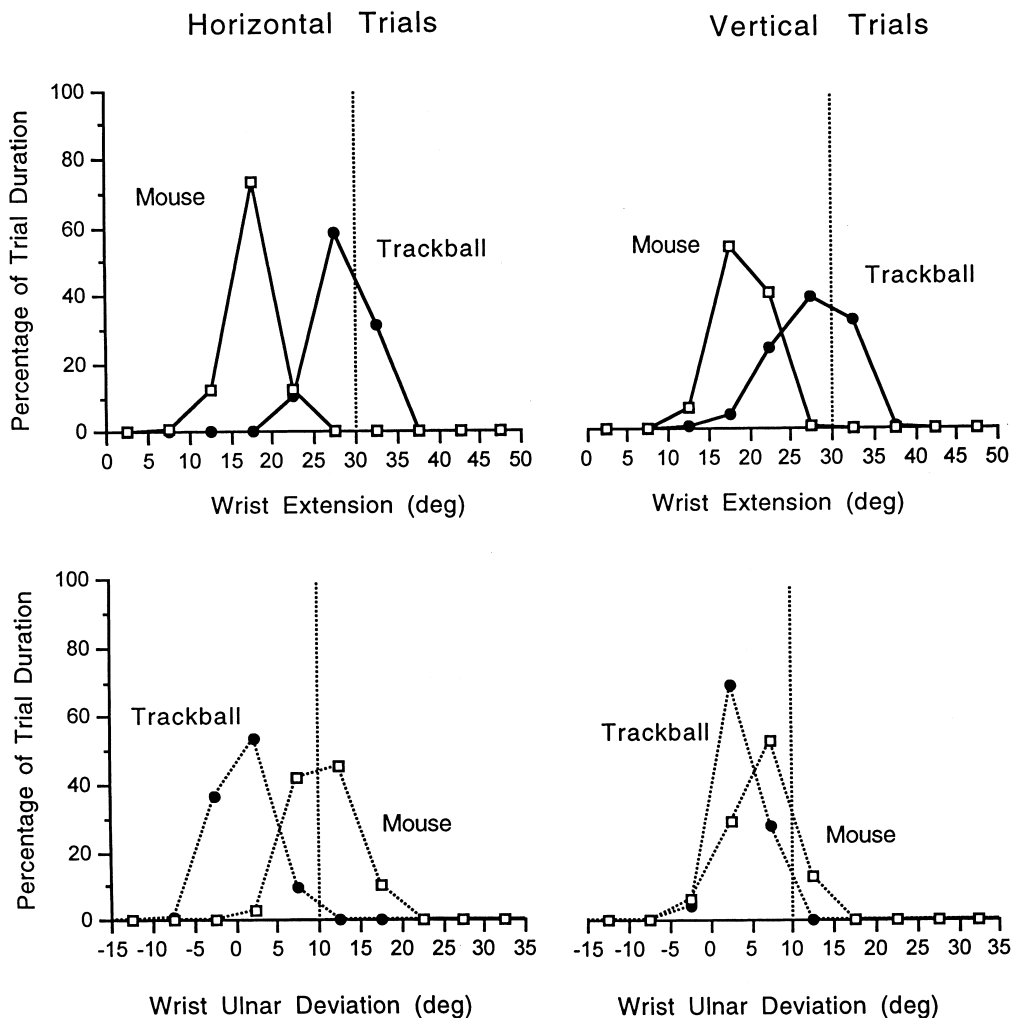 Horizontal Trials
Vertical Trials
Percentage of Trial Duration
100
80
60
40
20
0
Mouse
Trackball
0 5 10 15 20 25 30 35 40 45 50
Wrist Extension (deg)
Mouse
Trackball
0 5 10 15 20 25 30 35 40 45 50
Wrist Extension (deg)
Percentage of Trial Duration
100
80
60
40
20
0
Trackball
Mouse
-15 -10 -5 0 5 10 15 20 25 30 35
Wrist Ulnar Deviation (deg)
Trackball
Mouse
-15 -10 -5 0 5 10 15 20 25 30 35
Wrist Ulnar Deviation (deg)